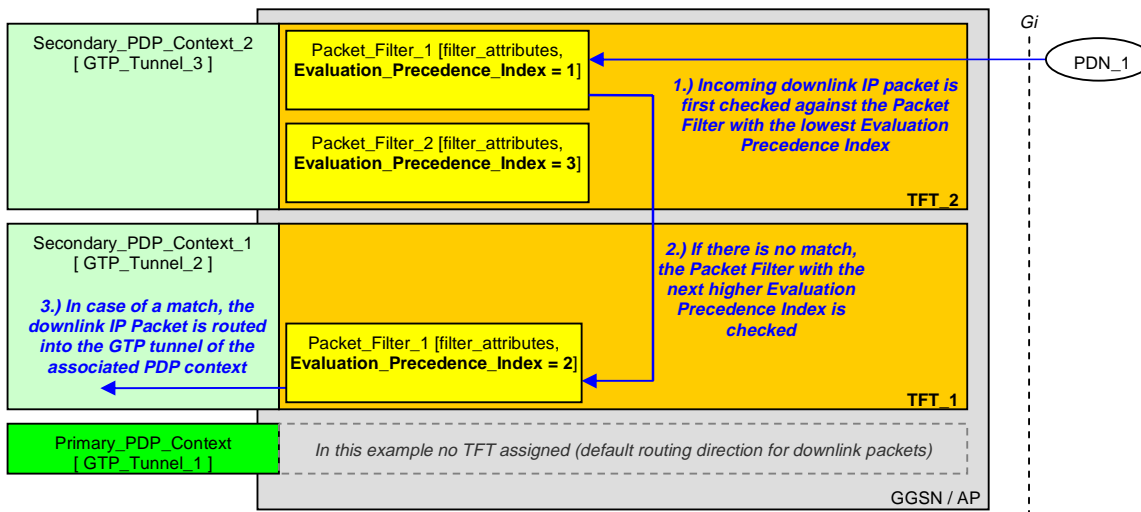 Secondary_PDP_Context_2
[ GTP_Tunnel_3 ]
Packet_Filter_1 [filter_attributes,
Evaluation_Precedence_Index = 1]
Gi
PDN_1
1.) Incoming downlink IP packet is
first checked against the Packet
Filter with the lowest Evaluation
Precedence Index
Packet_Filter_2 [filter_attributes,
Evaluation_Precedence_Index = 3]
TFT_2
Secondary_PDP_Context_1
[ GTP_Tunnel_2 ]
2.) If there is no match,
the Packet Filter with the
next higher Evaluation
Precedence Index is
checked
3.) In case of a match, the
downlink IP Packet is routed
into the GTP tunnel of the
associated PDP context
Packet_Filter_1 [filter_attributes,
Evaluation_Precedence_Index = 2]
TFT_1
Primary_PDP_Context
[ GTP_Tunnel_1 ]
In this example no TFT assigned (default routing direction for downlink packets)
GGSN / AP